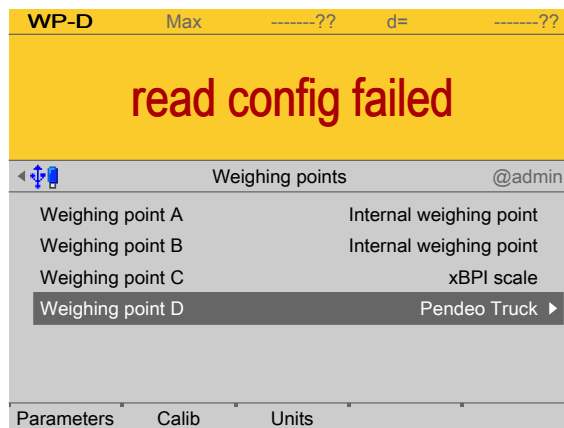 WP-D Max -------?? d= -------??
read config failed
Weighing points @admin
Weighing point A Internal weighing point
Weighing point B Internal weighing point
Weighing point C xBPI scale
Weighing point D Pendeo Truck
Parameters Calib Units